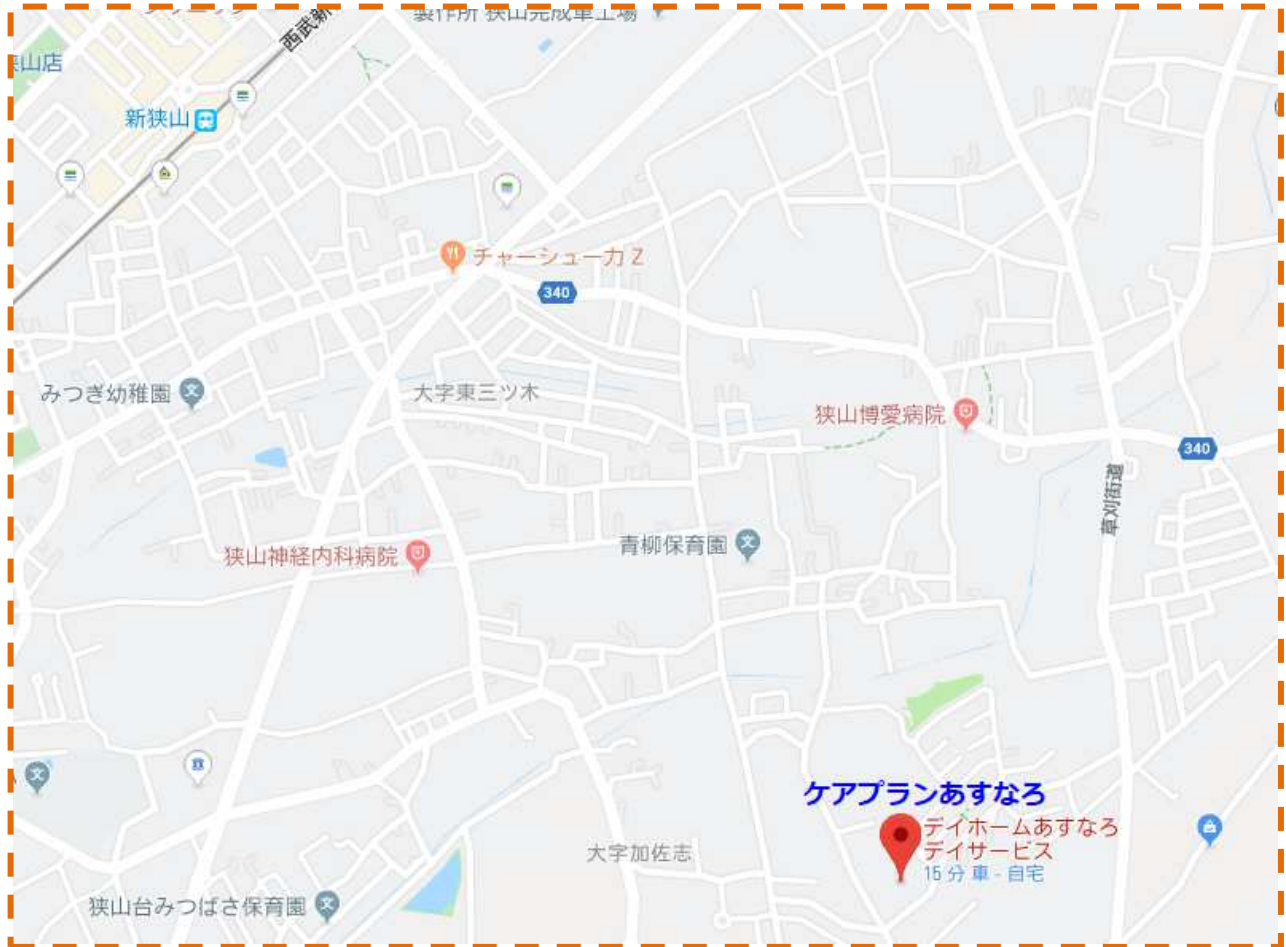 製作所 狭山完成車工場
西武新
狭山店
新狭山
チャーシュー力 Z
340
みつぎ幼稚園
大字東三ツ木
狭山博愛病院
340
草刈街道
狭山神経内科病院
青柳保育園
ケアプランあすなろ
デイホームあすなろ
デイサービス
15 分 車 - 自宅
大字加佐志
狭山台みつばさ保育園